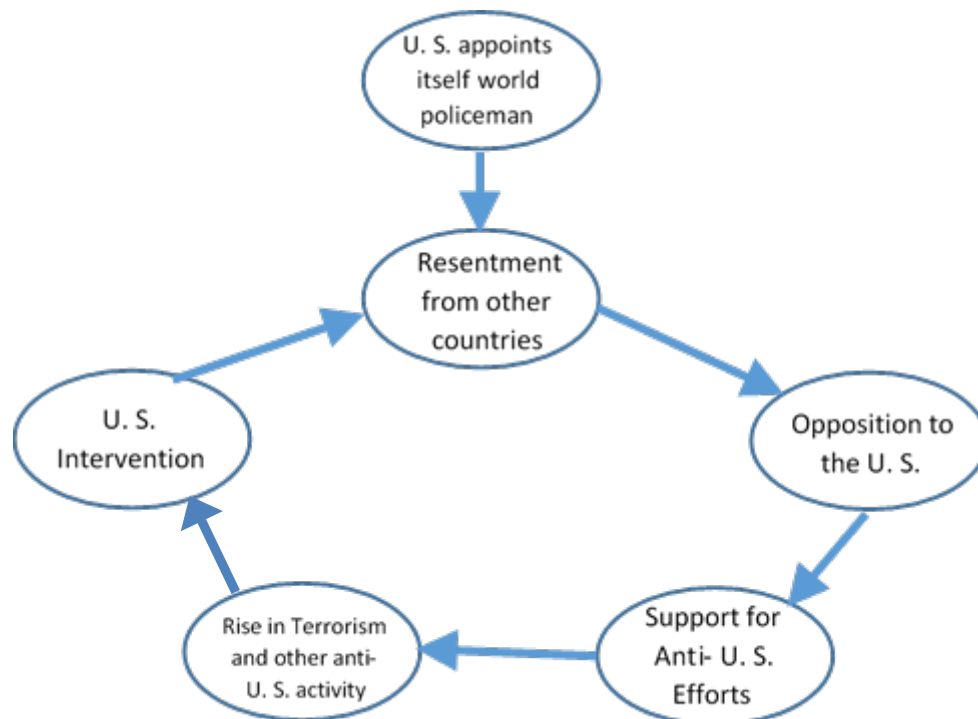 U. S. appoints
itself world
policeman
Resentment
from other
countries
Opposition to
the U. S.
Support for
Anti- U. S.
Efforts
Rise in Terrorism
and other anti-
U. S. activity
U. S.
Intervention